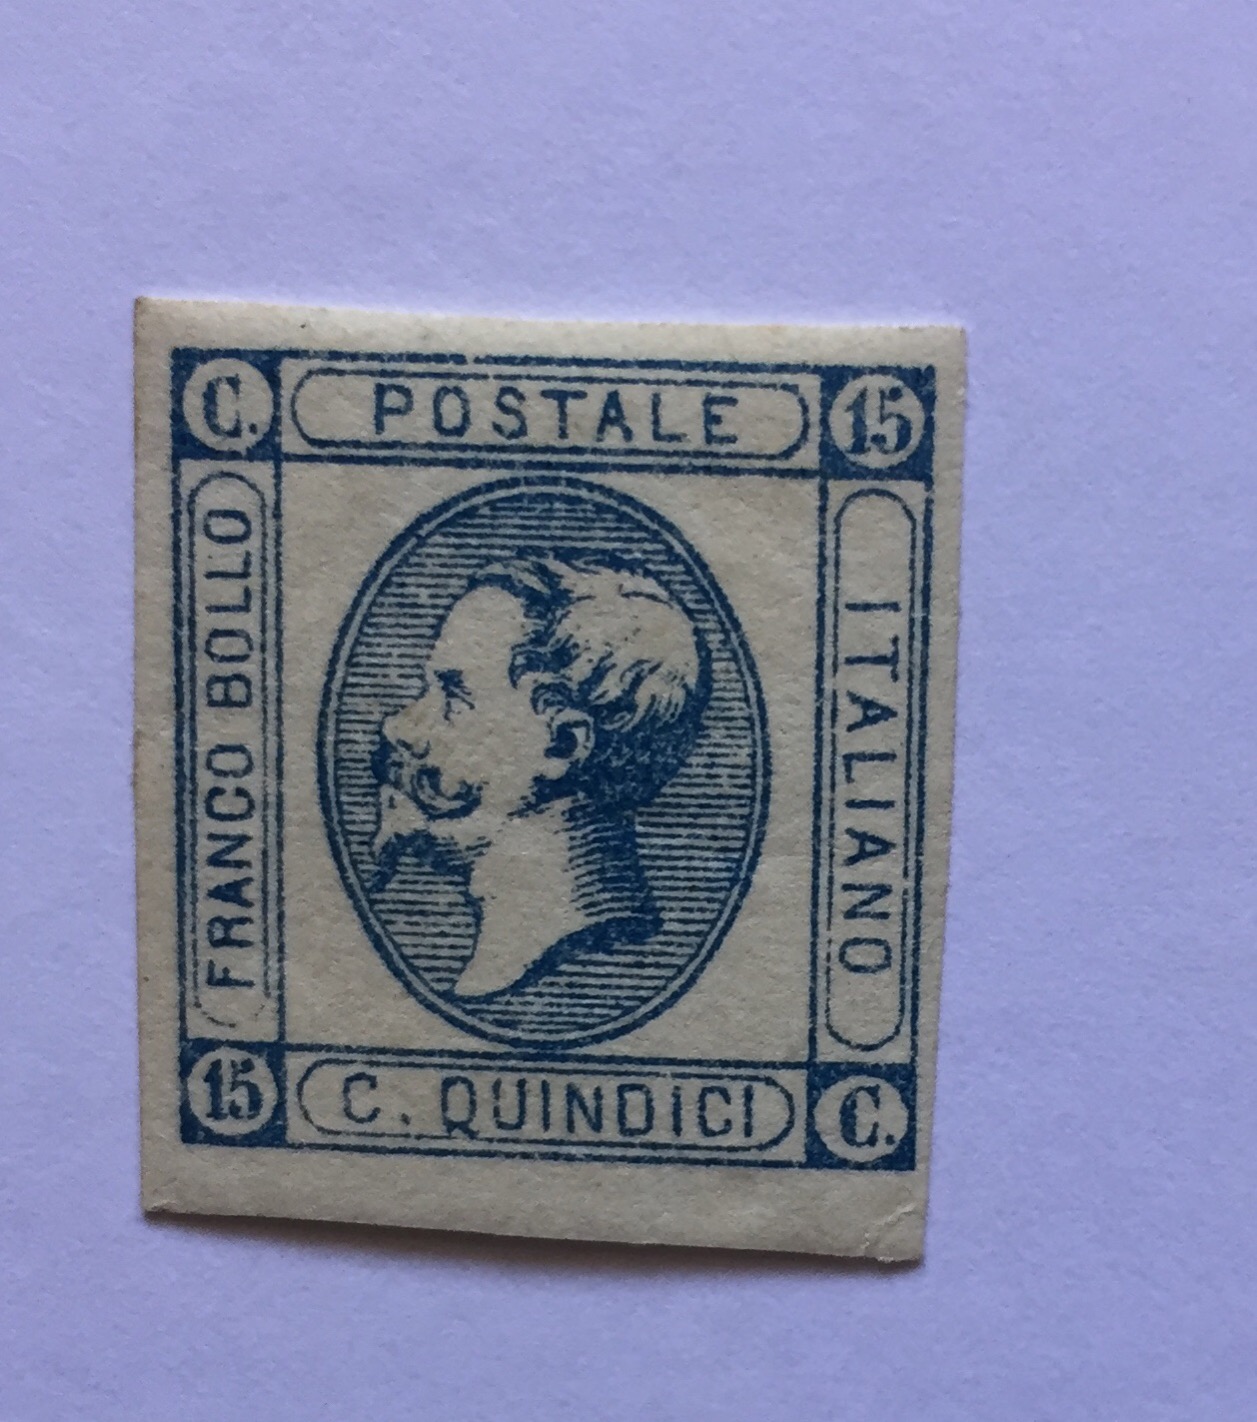 C.
POSTALE
15
FRANCO BOLLO
ITALIANO
15
C. QUINDICI
C.